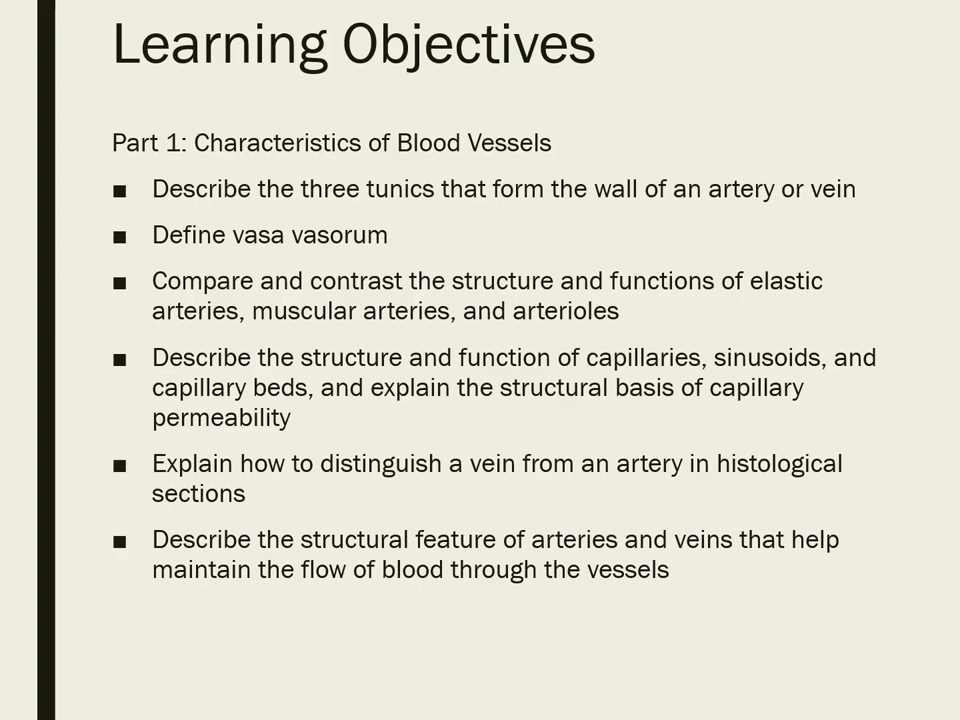 Learning Objectives
Part 1: Characteristics of Blood Vessels
■ Describe the three tunics that form the wall of an artery or vein
■ Define vasa vasorum
■ Compare and contrast the structure and functions of elastic
arteries, muscular arteries, and arterioles
■ Describe the structure and function of capillaries, sinusoids, and
capillary beds, and explain the structural basis of capillary
permeability
■ Explain how to distinguish a vein from an artery in histological
sections
■ Describe the structural feature of arteries and veins that help
maintain the flow of blood through the vessels